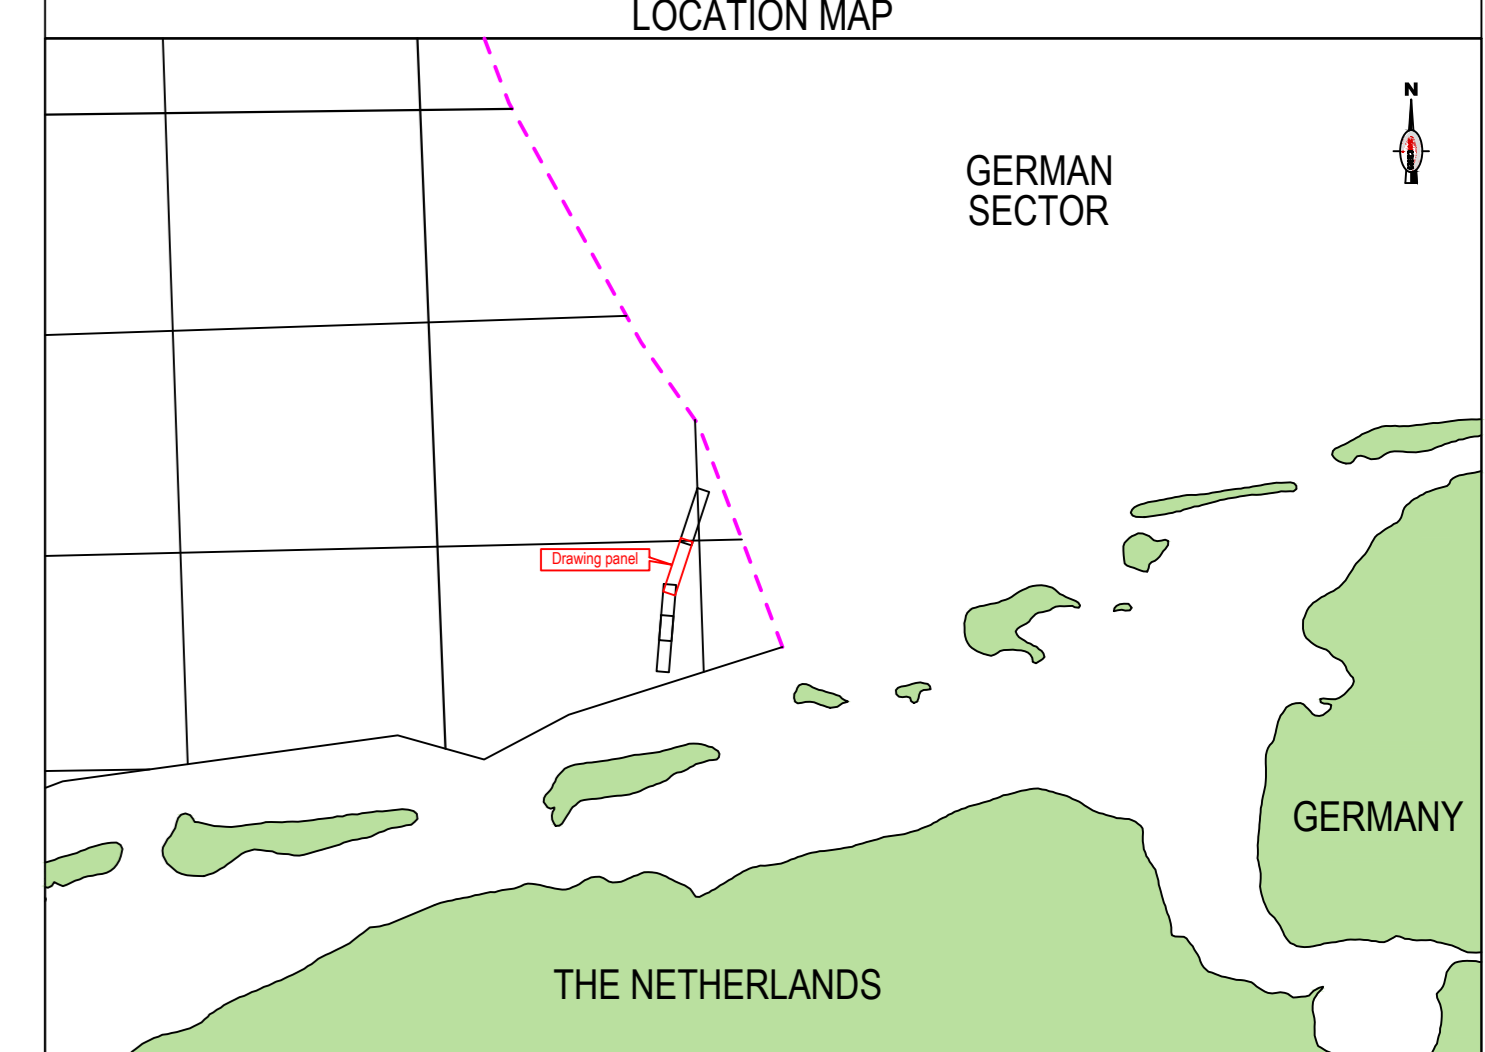 LOCATION MAP
N
GERMAN
SECTOR
Drawing panel
GERMANY
THE NETHERLANDS